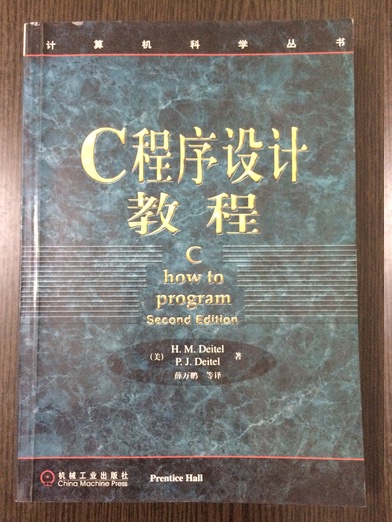 计算机科学丛书
C程序设计
教程
C
how to
program
Second Edition
H. M. Deitel
(美) P. J. Deitel 著
薛万鹏 等译
机械工业出版社
China Machine Press
Prentice Hall